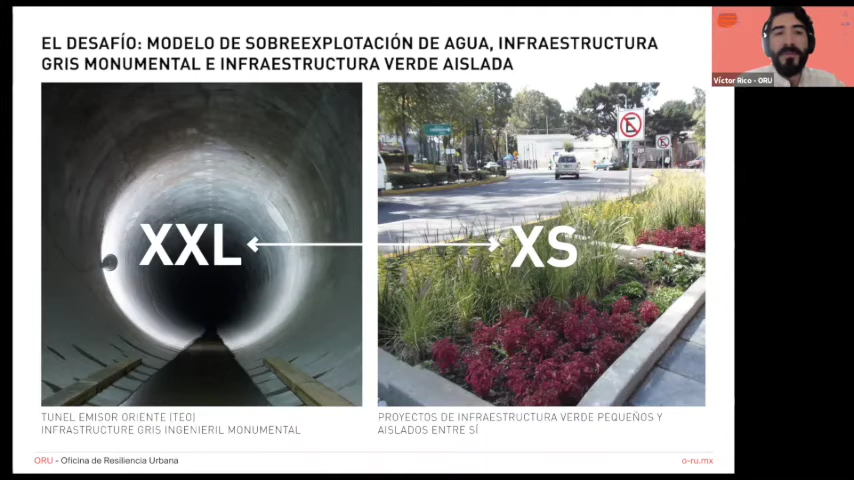 EL DESAFÍO: MODELO DE SOBREEXPLOTACIÓN DE AGUA, INFRAESTRUCTURA
GRIS MONUMENTAL E INFRAESTRUCTURA VERDE AISLADA
Víctor Rico - ORU
XXL
XS
TUNEL EMISOR ORIENTE (TEO)
INFRASTRUCTURE GRIS INGENIERIL MONUMENTAL
PROYECTOS DE INFRAESTRUCTURA VERDE PEQUEÑOS Y
AISLADOS ENTRE SÍ
ORU - Oficina de Resiliencia Urbana
o-ru.mx